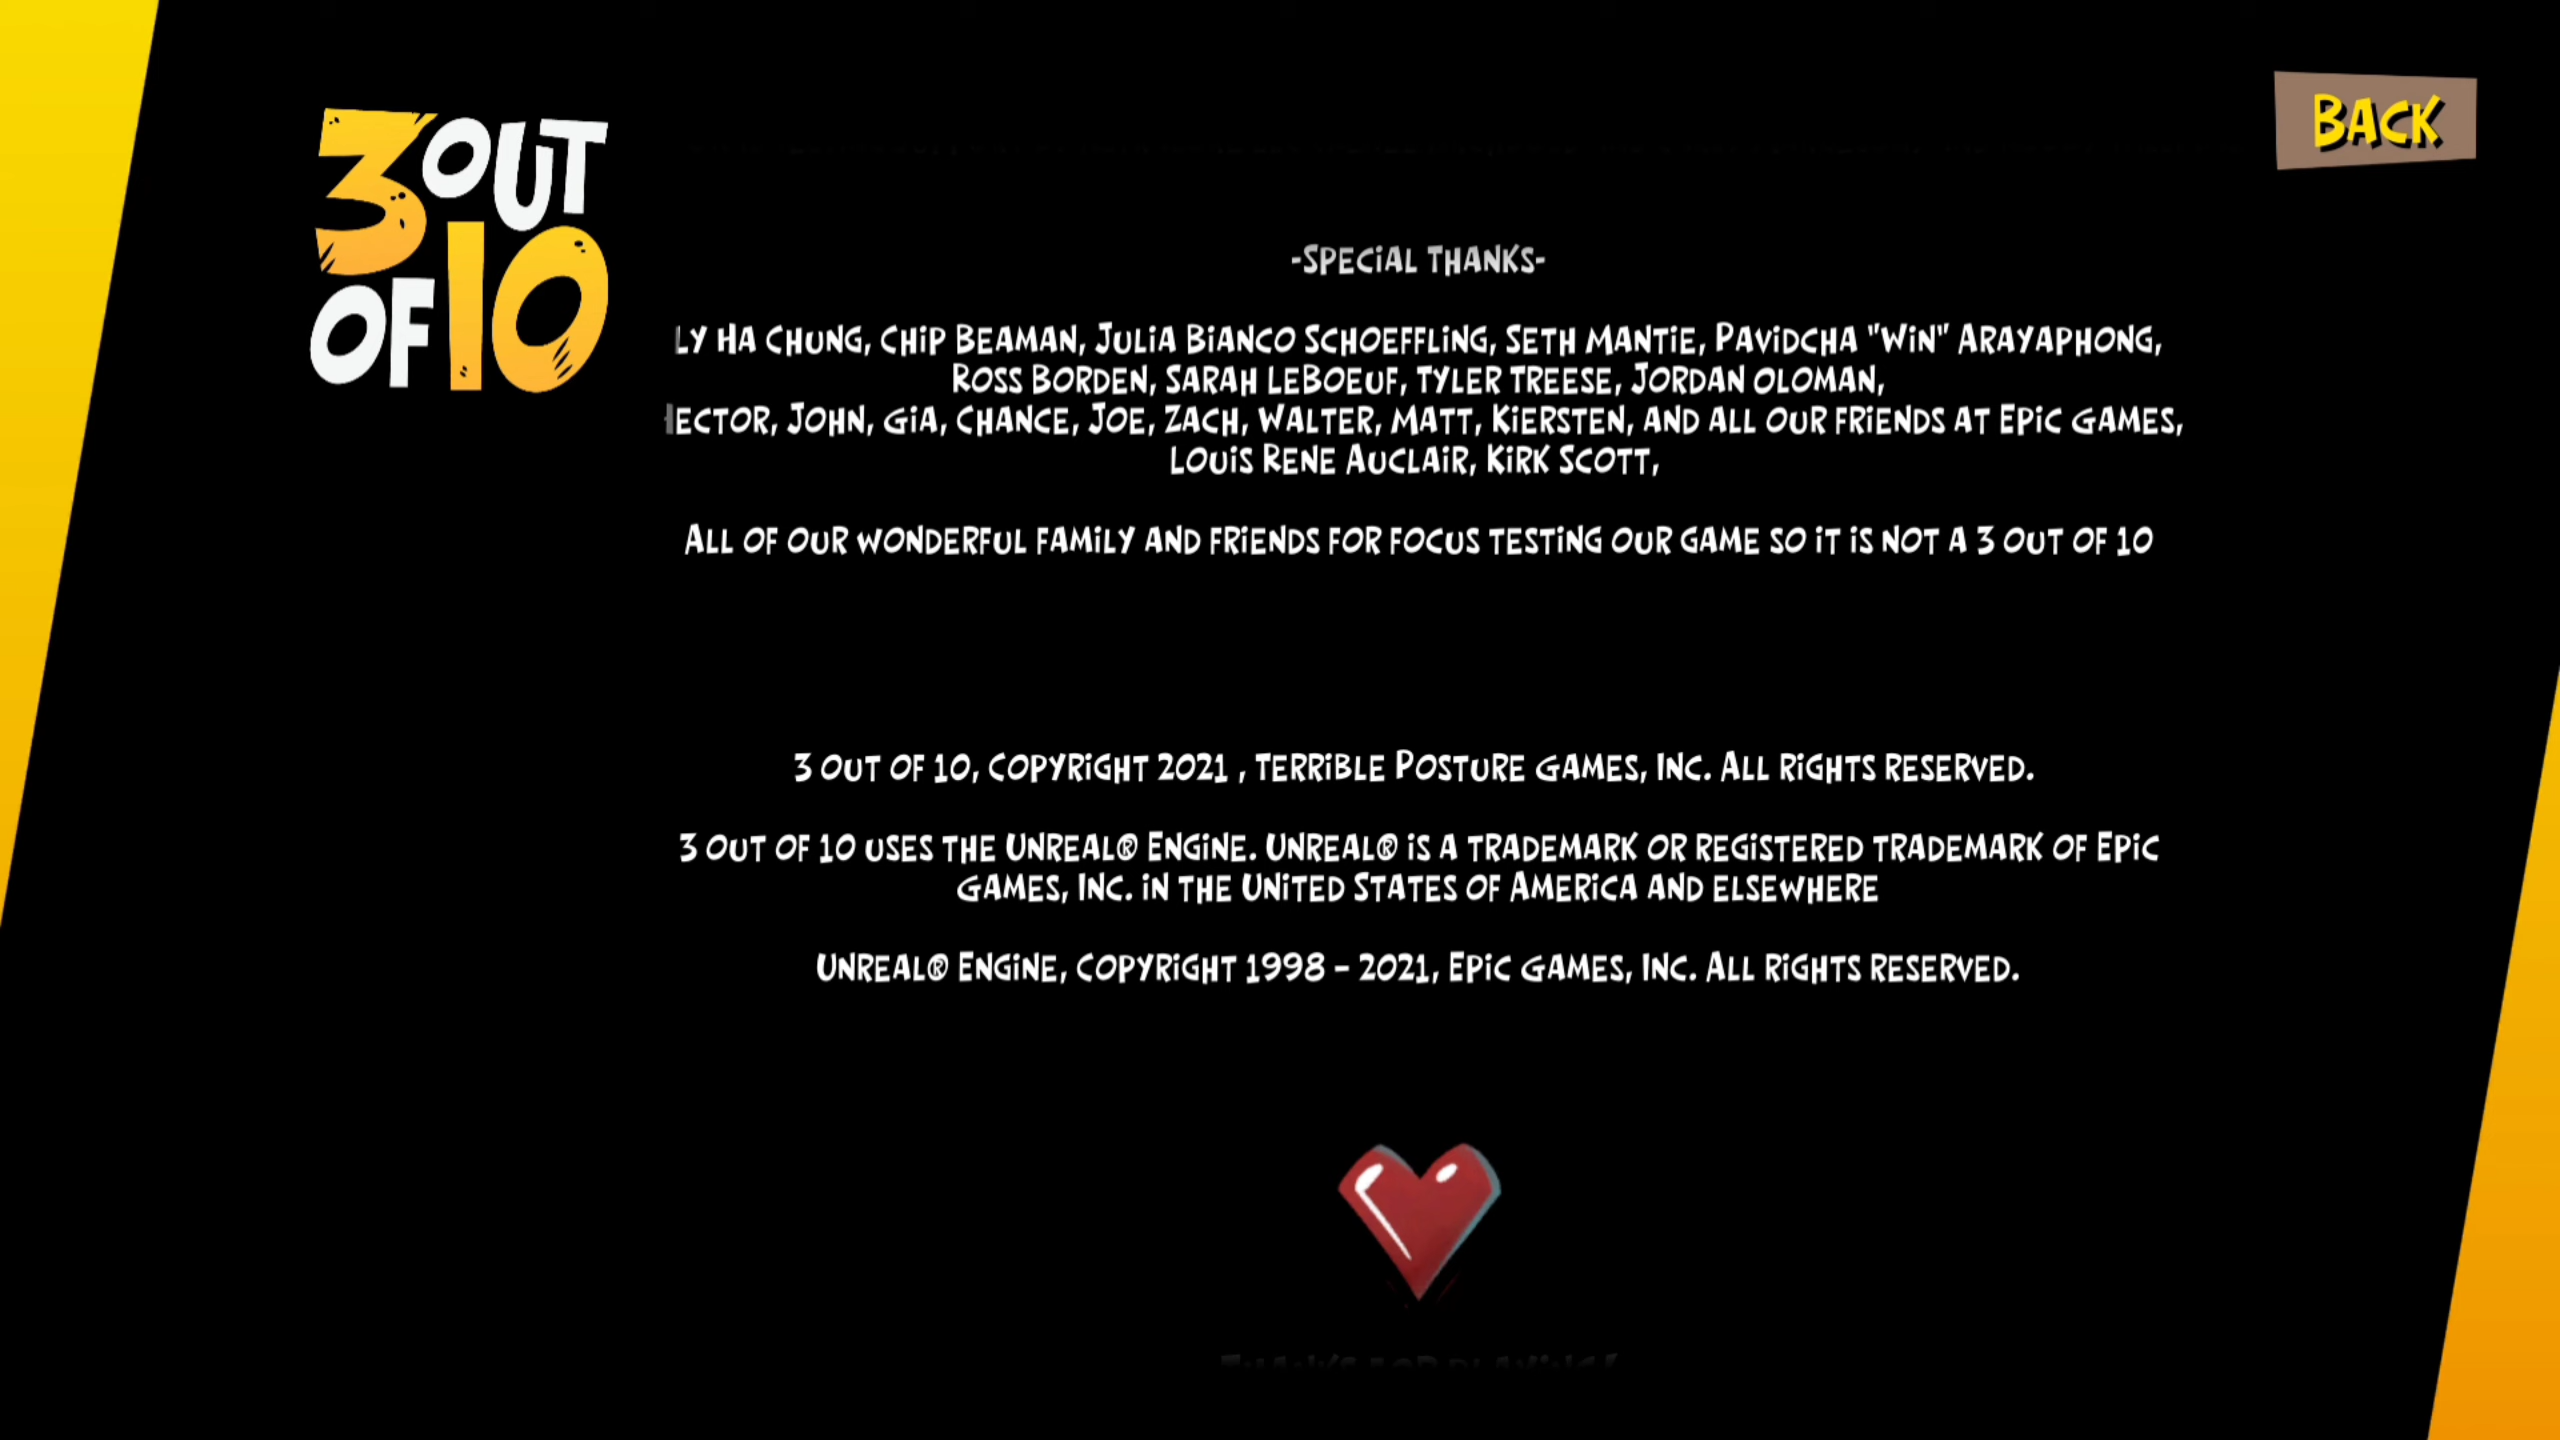 3 OUT
OF 10
BACK
-SPECIAL THANKS-
LY HA CHUNG, CHIP BEAMAN, JULIA BIANCO SCHOEFFLING, SETH MANTIE, PAVIDCHA "WIN" ARAYAPHONG,
ROSS BORDEN, SARAH LEBOEUF, TYLER TREESE, JORDAN OLOMAN,
HECTOR, JOHN, GIA, CHANCE, JOE, ZACH, WALTER, MATT, KIERSTEN, AND ALL OUR FRIENDS AT EPIC GAMES,
LOUIS RENE AUCLAIR, KIRK SCOTT,
ALL OF OUR WONDERFUL FAMILY AND FRIENDS FOR FOCUS TESTING OUR GAME SO IT IS NOT A 3 OUT OF 10
3 OUT OF 10, COPYRIGHT 2021 , TERRIBLE POSTURE GAMES, INC. ALL RIGHTS RESERVED.
3 OUT OF 10 USES THE UNREAL® ENGINE. UNREAL® IS A TRADEMARK OR REGISTERED TRADEMARK OF EPIC
GAMES, INC. IN THE UNITED STATES OF AMERICA AND ELSEWHERE
UNREAL® ENGINE, COPYRIGHT 1998 – 2021, EPIC GAMES, INC. ALL RIGHTS RESERVED.